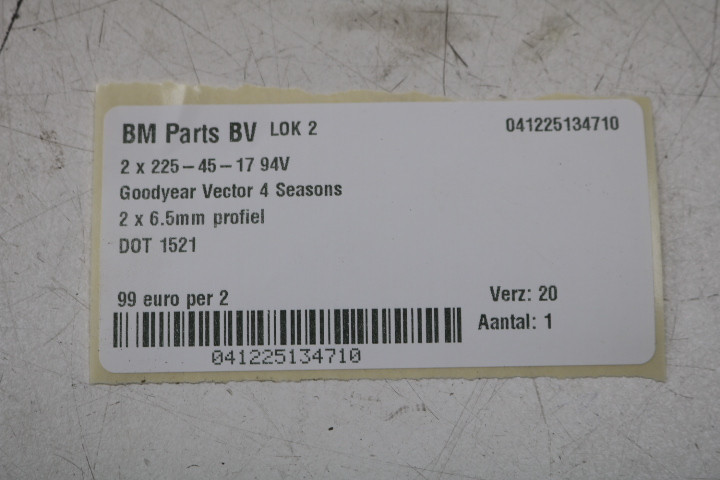 BM Parts BV LOK 2 041225134710
2 x 225-45-17 94V
Goodyear Vector 4 Seasons
2 x 6.5mm profiel
DOT 1521
99 euro per 2 Verz: 20
Aantal: 1
041225134710